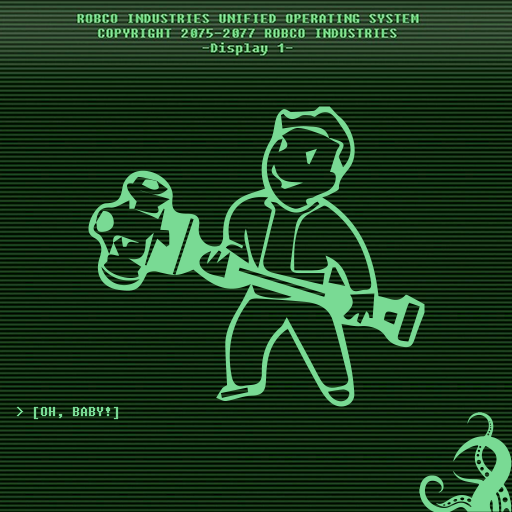 ROBCO INDUSTRIES UNIFIED OPERATING SYSTEM
COPYRIGHT 2075-2077 ROBCO INDUSTRIES
-Display 1-
> [OH, BABY!]